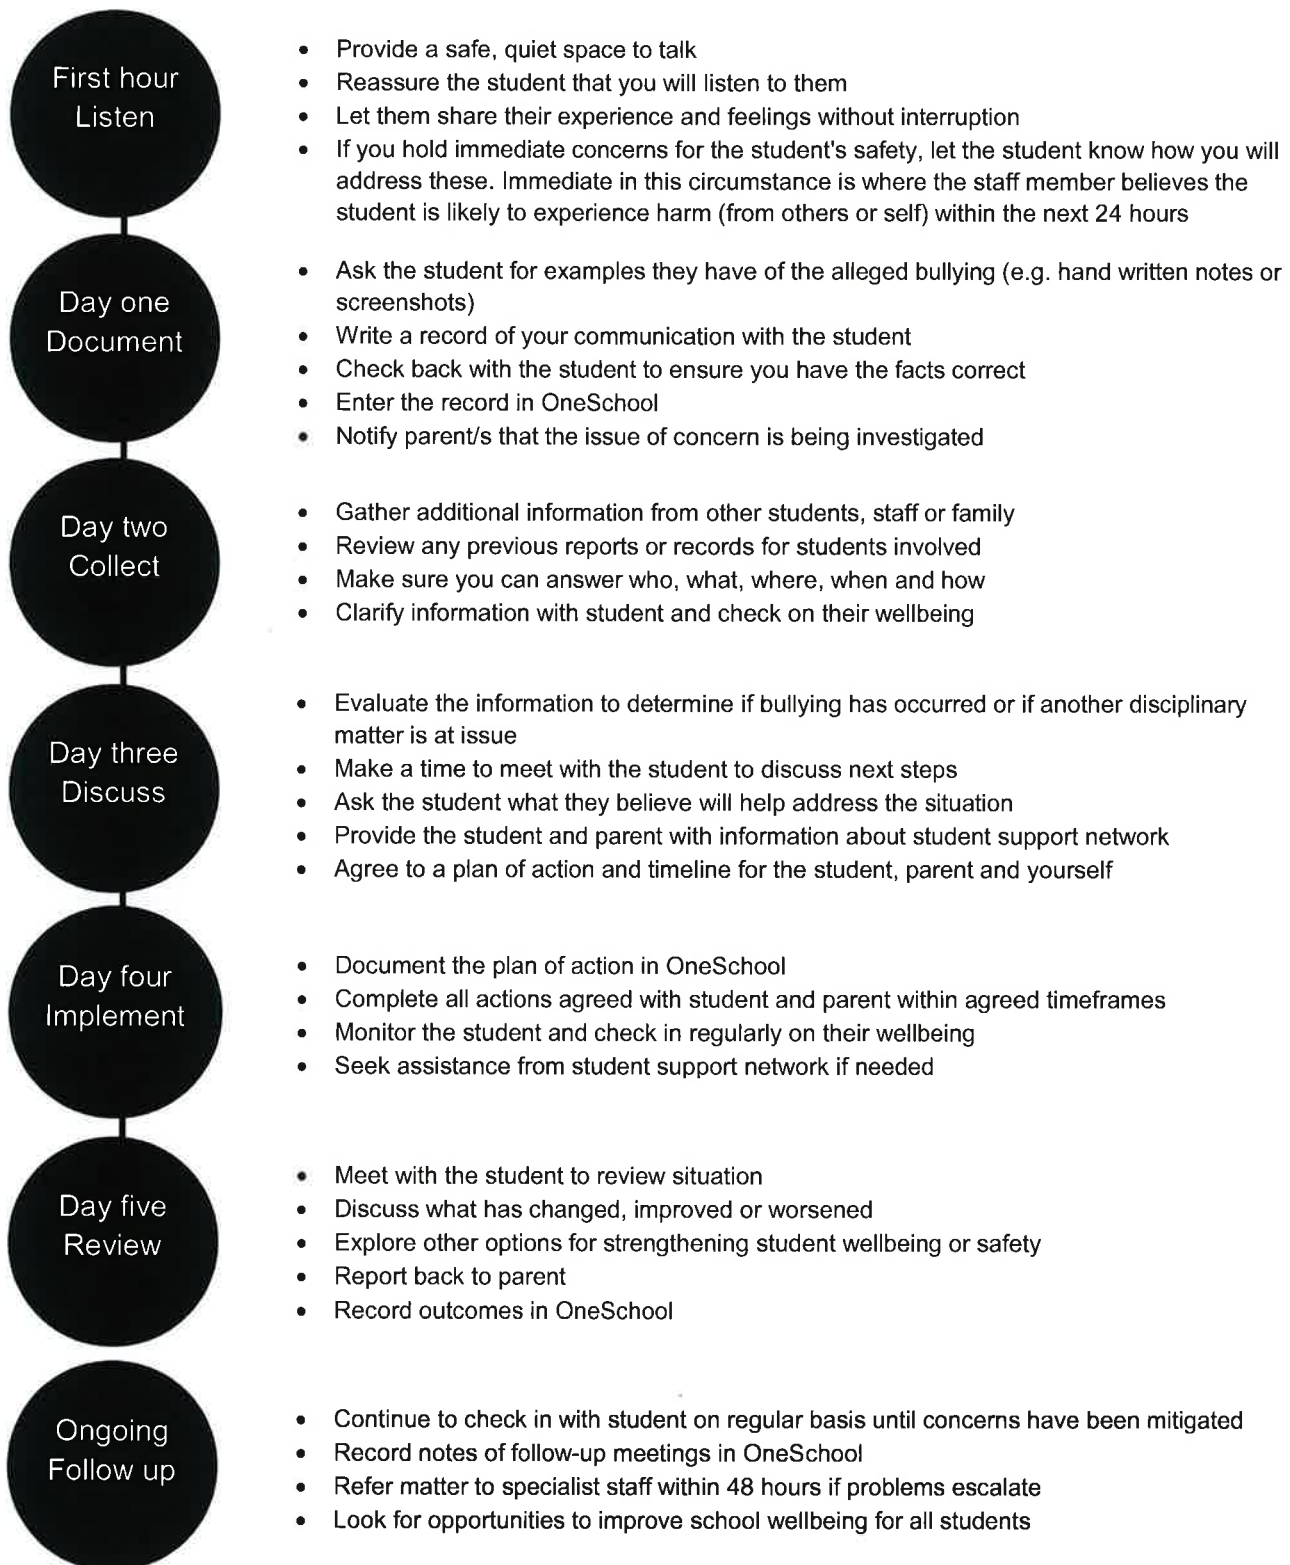 First hour
Listen
• Provide a safe, quiet space to talk
• Reassure the student that you will listen to them
• Let them share their experience and feelings without interruption
• If you hold immediate concerns for the student's safety, let the student know how you will
address these. Immediate in this circumstance is where the staff member believes the
student is likely to experience harm (from others or self) within the next 24 hours
Day one
Document
• Ask the student for examples they have of the alleged bullying (e.g. hand written notes or
screenshots)
• Write a record of your communication with the student
• Check back with the student to ensure you have the facts correct
• Enter the record in OneSchool
• Notify parent/s that the issue of concern is being investigated
Day two
Collect
• Gather additional information from other students, staff or family
• Review any previous reports or records for students involved
• Make sure you can answer who, what, where, when and how
• Clarify information with student and check on their wellbeing
Day three
Discuss
• Evaluate the information to determine if bullying has occurred or if another disciplinary
matter is at issue
• Make a time to meet with the student to discuss next steps
• Ask the student what they believe will help address the situation
• Provide the student and parent with information about student support network
• Agree to a plan of action and timeline for the student, parent and yourself
Day four
Implement
• Document the plan of action in OneSchool
• Complete all actions agreed with student and parent within agreed timeframes
• Monitor the student and check in regularly on their wellbeing
• Seek assistance from student support network if needed
Day five
Review
• Meet with the student to review situation
• Discuss what has changed, improved or worsened
• Explore other options for strengthening student wellbeing or safety
• Report back to parent
• Record outcomes in OneSchool
Ongoing
Follow up
• Continue to check in with student on regular basis until concerns have been mitigated
• Record notes of follow-up meetings in OneSchool
• Refer matter to specialist staff within 48 hours if problems escalate
• Look for opportunities to improve school wellbeing for all students